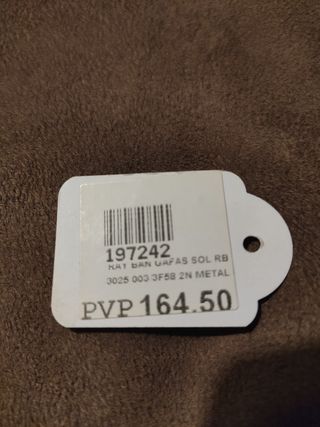 197242
RAY BAN GAFAS SOL RB
3025 003/3F58 2N METAL
PVP 164,50